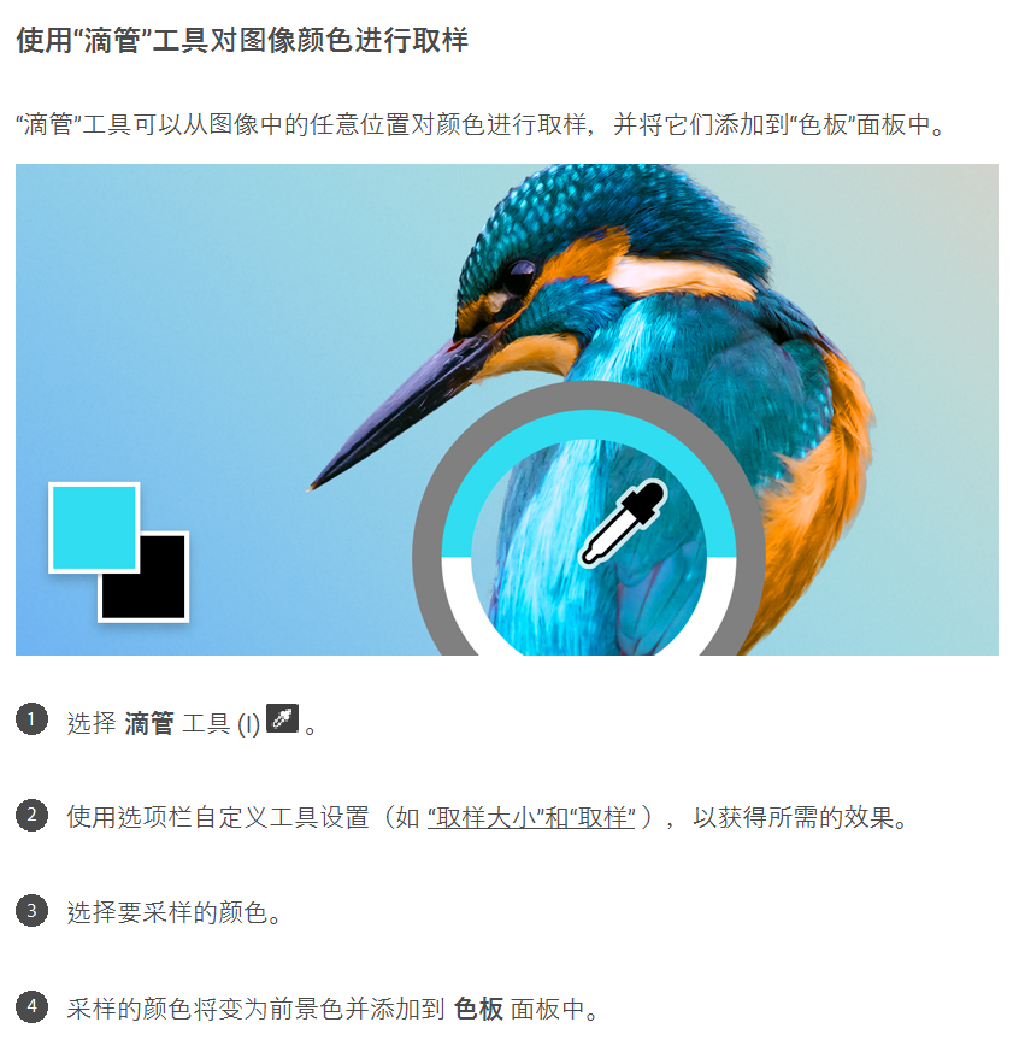 使用“滴管”工具对图像颜色进行取样
“滴管”工具可以从图像中的任意位置对颜色进行取样，并将它们添加到“色板”面板中。
1 选择 滴管 工具 (I) 。
2 使用选项栏自定义工具设置（如 “取样大小”和“取样” ），以获得所需的效果。
3 选择要采样的颜色。
4 采样的颜色将变为前景色并添加到 色板 面板中。